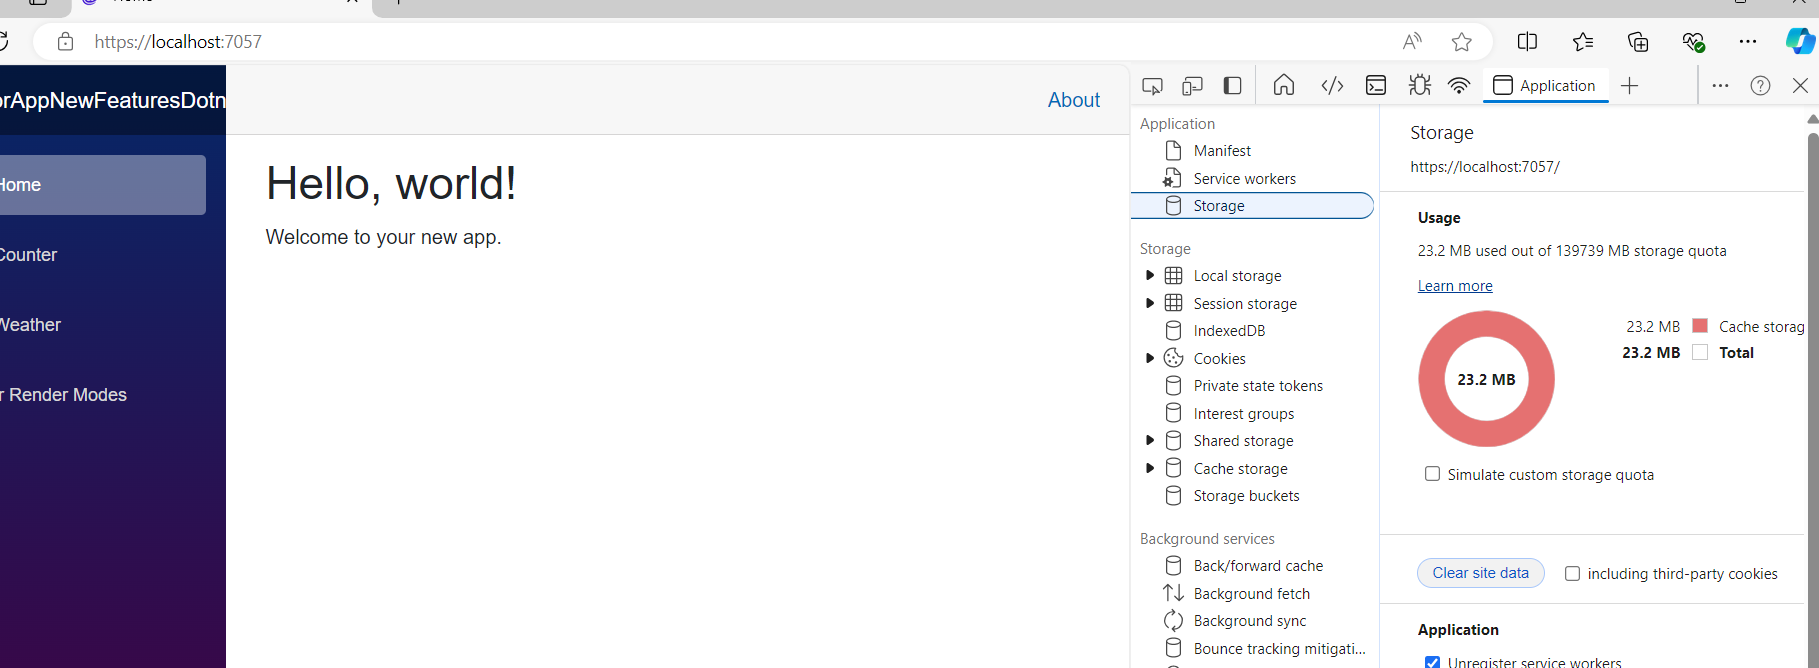 https://localhost:7057
orAppNewFeaturesDotn
About
Home
Counter
Weather
r Render Modes
Hello, world!
Welcome to your new app.
Application
Application
Manifest
Service workers
Storage
Storage
Local storage
Session storage
IndexedDB
Cookies
Private state tokens
Interest groups
Shared storage
Cache storage
Storage buckets
Background services
Back/forward cache
Background fetch
Background sync
Bounce tracking mitigati...
Storage
https://localhost:7057/
Usage
23.2 MB used out of 139739 MB storage quota
Learn more
23.2 MB
23.2 MB Cache storag
23.2 MB Total
Simulate custom storage quota
Clear site data
including third-party cookies
Application
Unregister service workers